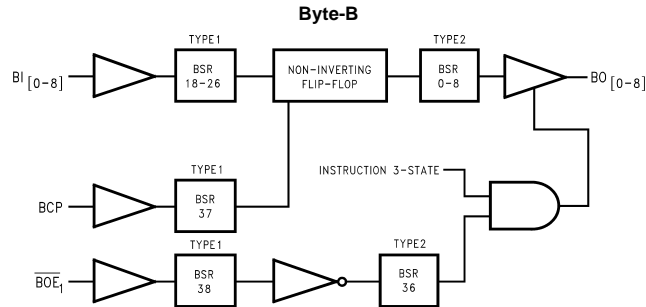 Byte-B
TYPE1
TYPE2
BI[0-8]
BSR
18-26
NON-INVERTING
FLIP-FLOP
BSR
0-8
BO[0-8]
TYPE1
INSTRUCTION 3-STATE
BCP
BSR
37
TYPE1
TYPE2
BOE1
BSR
38
BSR
36